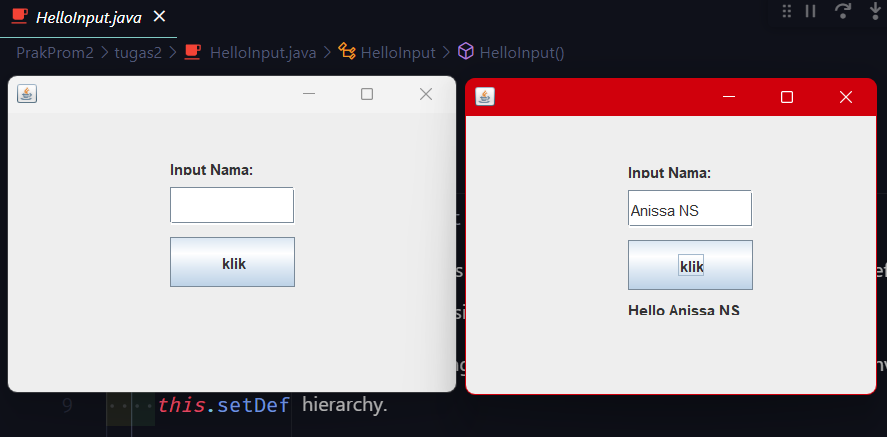 HelloInput.java
PrakProm2 > tugas2 > HelloInput.java > HelloInput > HelloInput()
Input Nama:
klik
Input Nama:
Anissa NS
klik
Hello Anissa NS
9 this.setDef hierarchy.